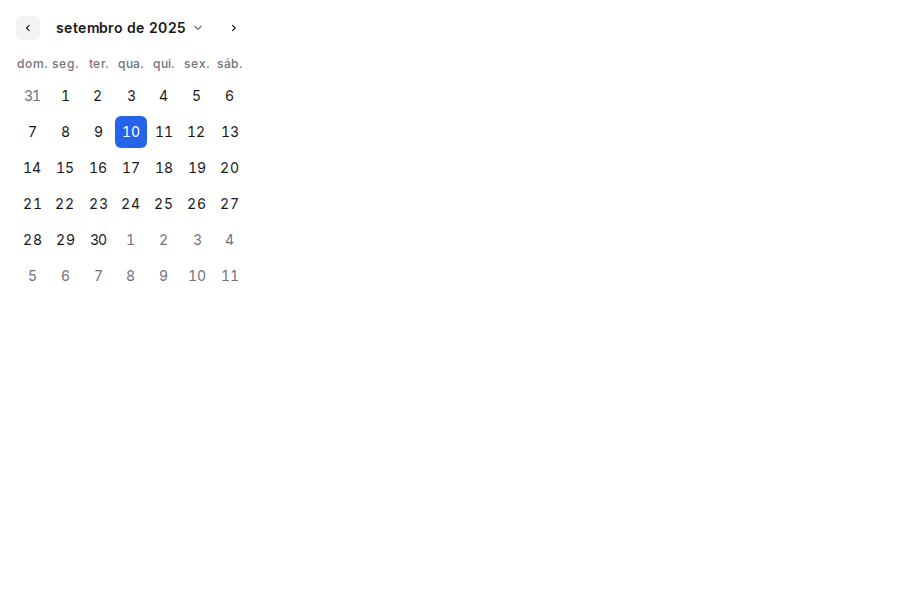 setembro de 2025
dom. seg. ter. qua. qui. sex. sáb.
31 1 2 3 4 5 6
7 8 9 10 11 12 13
14 15 16 17 18 19 20
21 22 23 24 25 26 27
28 29 30 1 2 3 4
5 6 7 8 9 10 11